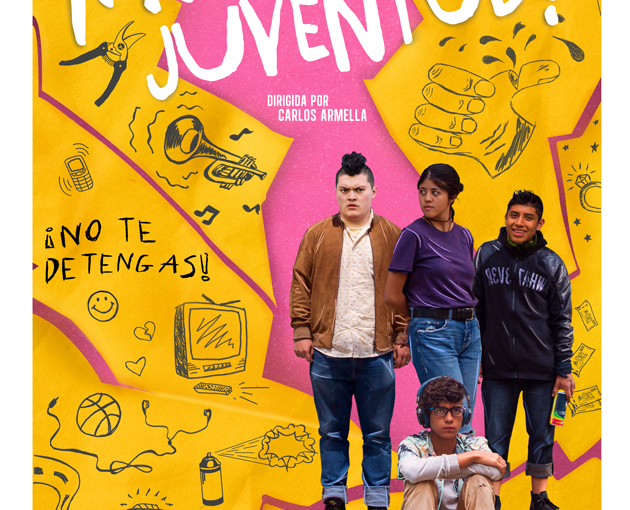 JUVENTUD!
DIRIGIDA POR
CARLOS ARMELLA
¡NO TE
DETENGAS!